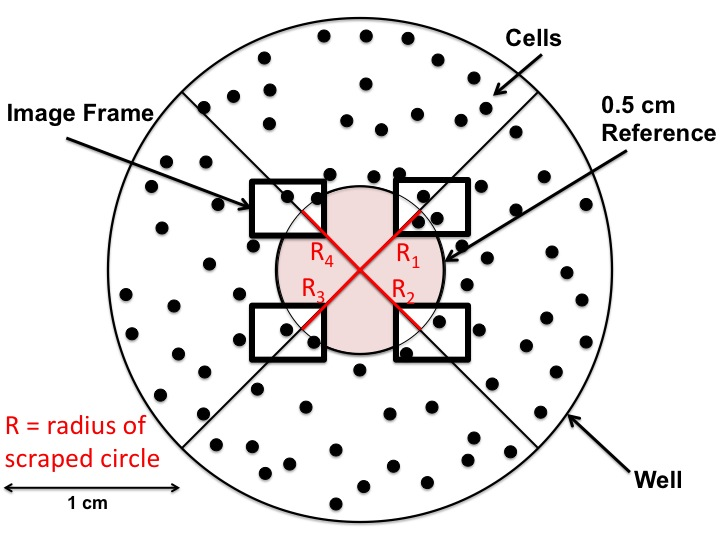 Cells
Image Frame
0.5 cm
Reference
R4
R1
R3
R2
R = radius of
scraped circle
1 cm
Well